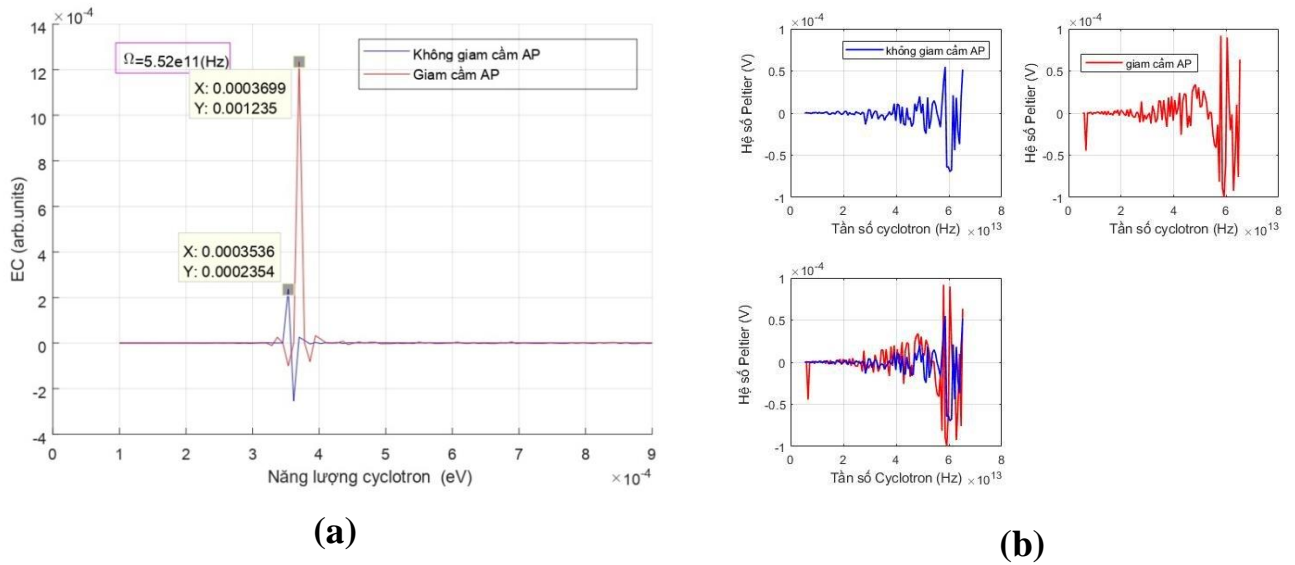 ×10⁻⁴
14
12
10
8
6
4
2
0
-2
-4
EC (arb.units)
Ω=5.52e11(Hz)
Không giam cầm AP
Giam cầm AP
X: 0.0003699
Y: 0.001235
X: 0.0003536
Y: 0.0002354
0 1 2 3 4 5 6 7 8 9
Năng lượng cyclotron (eV)
×10⁻⁴
(a)
×10⁻⁴
1
0.5
0
-0.5
-1
Hệ số Peltier (V)
không giam cầm AP
0 2 4 6 8
Tần số cyclotron (Hz) ×10¹³
×10⁻⁴
1
0.5
0
-0.5
-1
Hệ số Peltier (V)
giam cầm AP
0 2 4 6 8
Tần số cyclotron (Hz) ×10¹³
×10⁻⁴
1
0.5
0
-0.5
-1
Hệ số Peltier (V)
0 2 4 6 8
Tần số Cyclotron (Hz) ×10¹³
(b)